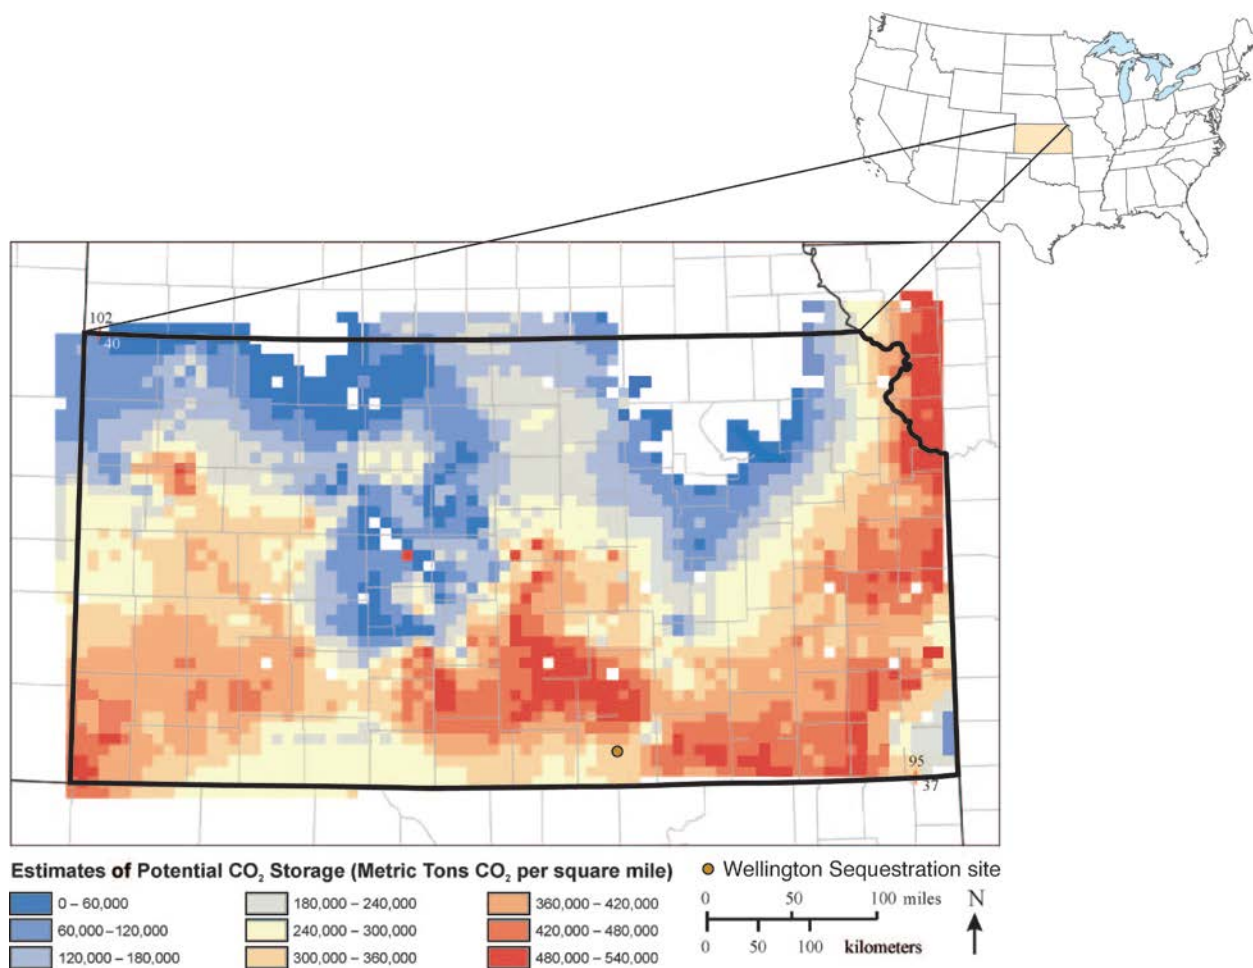 102
40
95
37
Estimates of Potential CO₂ Storage (Metric Tons CO₂ per square mile)
0 – 60,000
60,000 – 120,000
120,000 – 180,000
180,000 – 240,000
240,000 – 300,000
300,000 – 360,000
360,000 – 420,000
420,000 – 480,000
480,000 – 540,000
Wellington Sequestration site
0 50 100 miles
0 50 100 kilometers
N